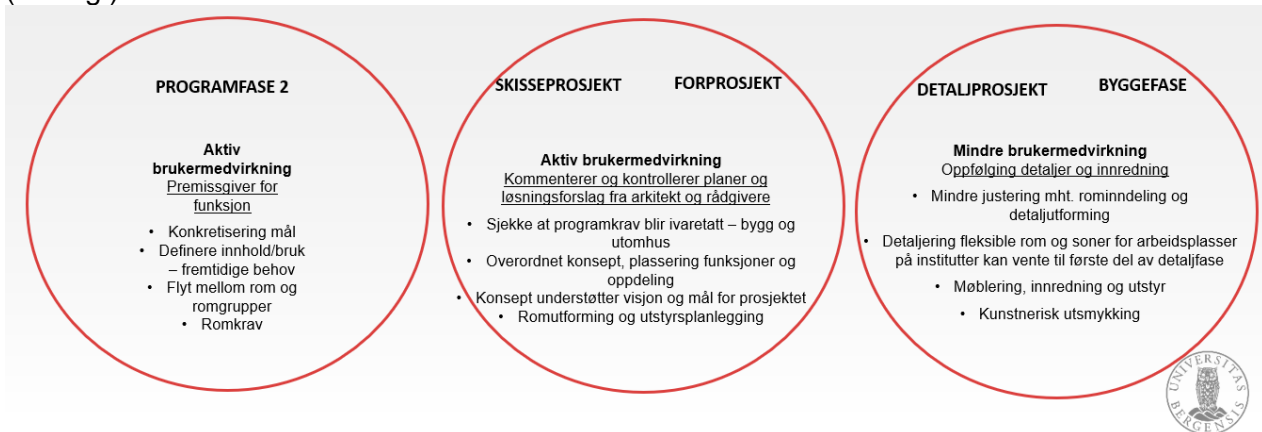 PROGRAMFASE 2
Aktiv
brukermedvirkning
Premissgiver for
funksjon
• Konkretisering mål
• Definere innhold/bruk
– fremtidige behov
• Flyt mellom rom og
romgrupper
• Romkrav
SKISSEPROSJEKT FORPROSJEKT
Aktiv brukermedvirkning
Kommenterer og kontrollerer planer og
løsningsforslag fra arkitekt og rådgivere
• Sjekke at programkrav blir ivaretatt – bygg og
utomhus
• Overordnet konsept, plassering funksjoner og
oppdeling
• Konsept understøtter visjon og mål for prosjektet
• Romutforming og utstyrsplanlegging
DETALJPROSJEKT BYGGEFASE
Mindre brukermedvirkning
Oppfølging detaljer og innredning
• Mindre justering mht. rominndeling og
detaljutforming
• Detaljering fleksible rom og soner for arbeidsplasser
på institutter kan vente til første del av detaljfase
• Møblering, innredning og utstyr
• Kunstnerisk utsmykking
UNIVERSITAS
BERGENSIS